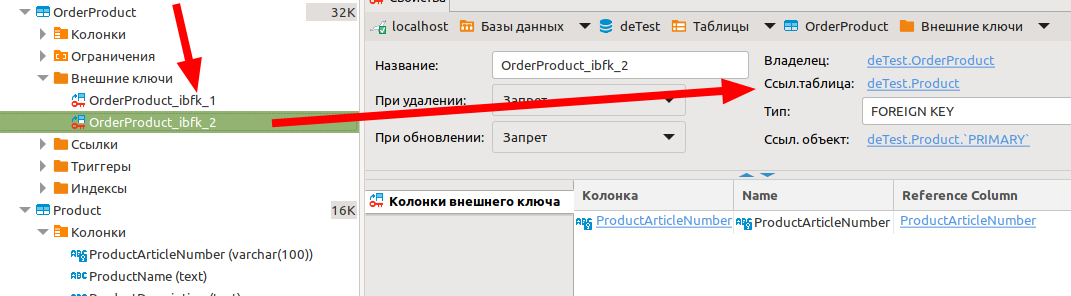 OrderProduct 32K
Колонки
Ограничения
Внешние ключи
OrderProduct_ibfk_1
OrderProduct_ibfk_2
Ссылки
Триггеры
Индексы
Product 16K
Колонки
ProductArticleNumber (varchar(100))
ProductName (text)
localhost Базы данных deTest Таблицы OrderProduct Внешние ключи
Название: OrderProduct_ibfk_2
При удалении: Запрет
При обновлении: Запрет
Владелец: deTest.OrderProduct
Ссыл.таблица: deTest.Product
Тип: FOREIGN KEY
Ссыл. объект: deTest.Product.`PRIMARY`
Колонки внешнего ключа
Колонка Name Reference Column
ProductArticleNumber ProductArticleNumber ProductArticleNumber